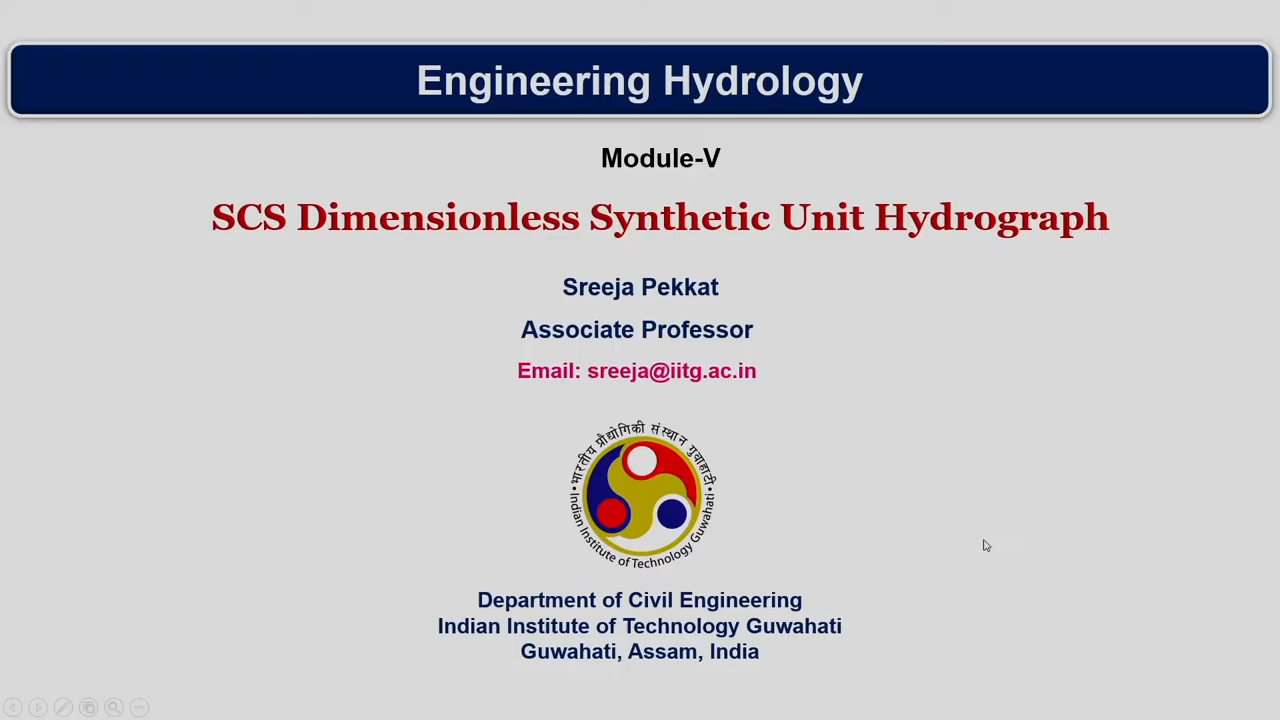 Engineering Hydrology
Module-V
SCS Dimensionless Synthetic Unit Hydrograph
Sreeja Pekkat
Associate Professor
Email: sreeja@iitg.ac.in
भारतीय प्रौद्योगिकी संस्थान गुवाहाटी
Indian Institute of Technology Guwahati
Department of Civil Engineering
Indian Institute of Technology Guwahati
Guwahati, Assam, India